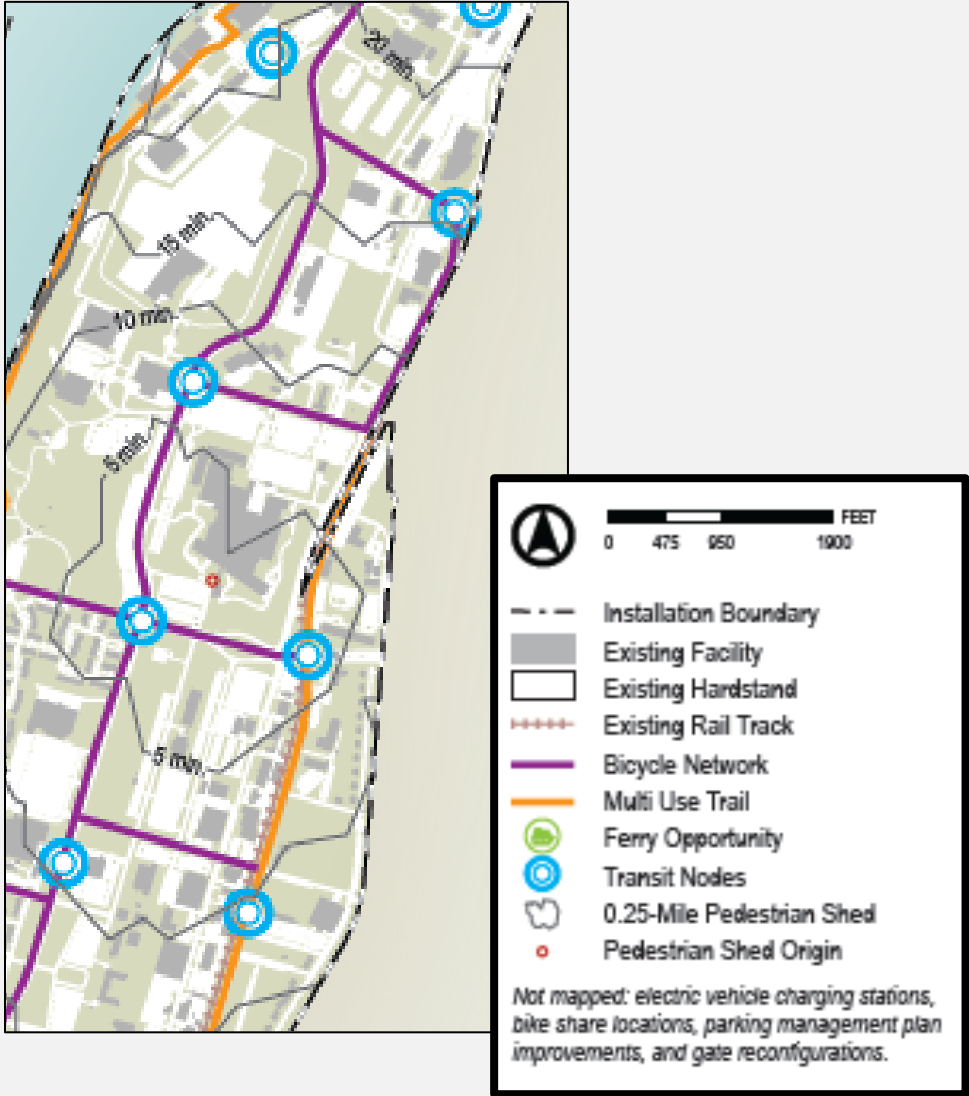 20 min.
15 min.
10 min.
5 min.
5 min.
FEET
0 475 950 1900
Installation Boundary
Existing Facility
Existing Hardstand
Existing Rail Track
Bicycle Network
Multi Use Trail
Ferry Opportunity
Transit Nodes
0.25-Mile Pedestrian Shed
Pedestrian Shed Origin
Not mapped: electric vehicle charging stations,
bike share locations, parking management plan
improvements, and gate reconfigurations.